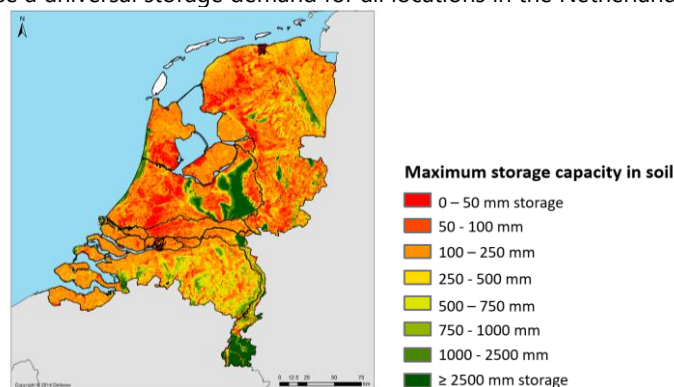 se a universal storage demand for all locations in the Netherland
N
Maximum storage capacity in soil
0 – 50 mm storage
50 - 100 mm
100 – 250 mm
250 - 500 mm
500 – 750 mm
750 - 1000 mm
1000 - 2500 mm
≥ 2500 mm storage
0 12.5 25 50 75
km
Copyright © 2014 Deltares